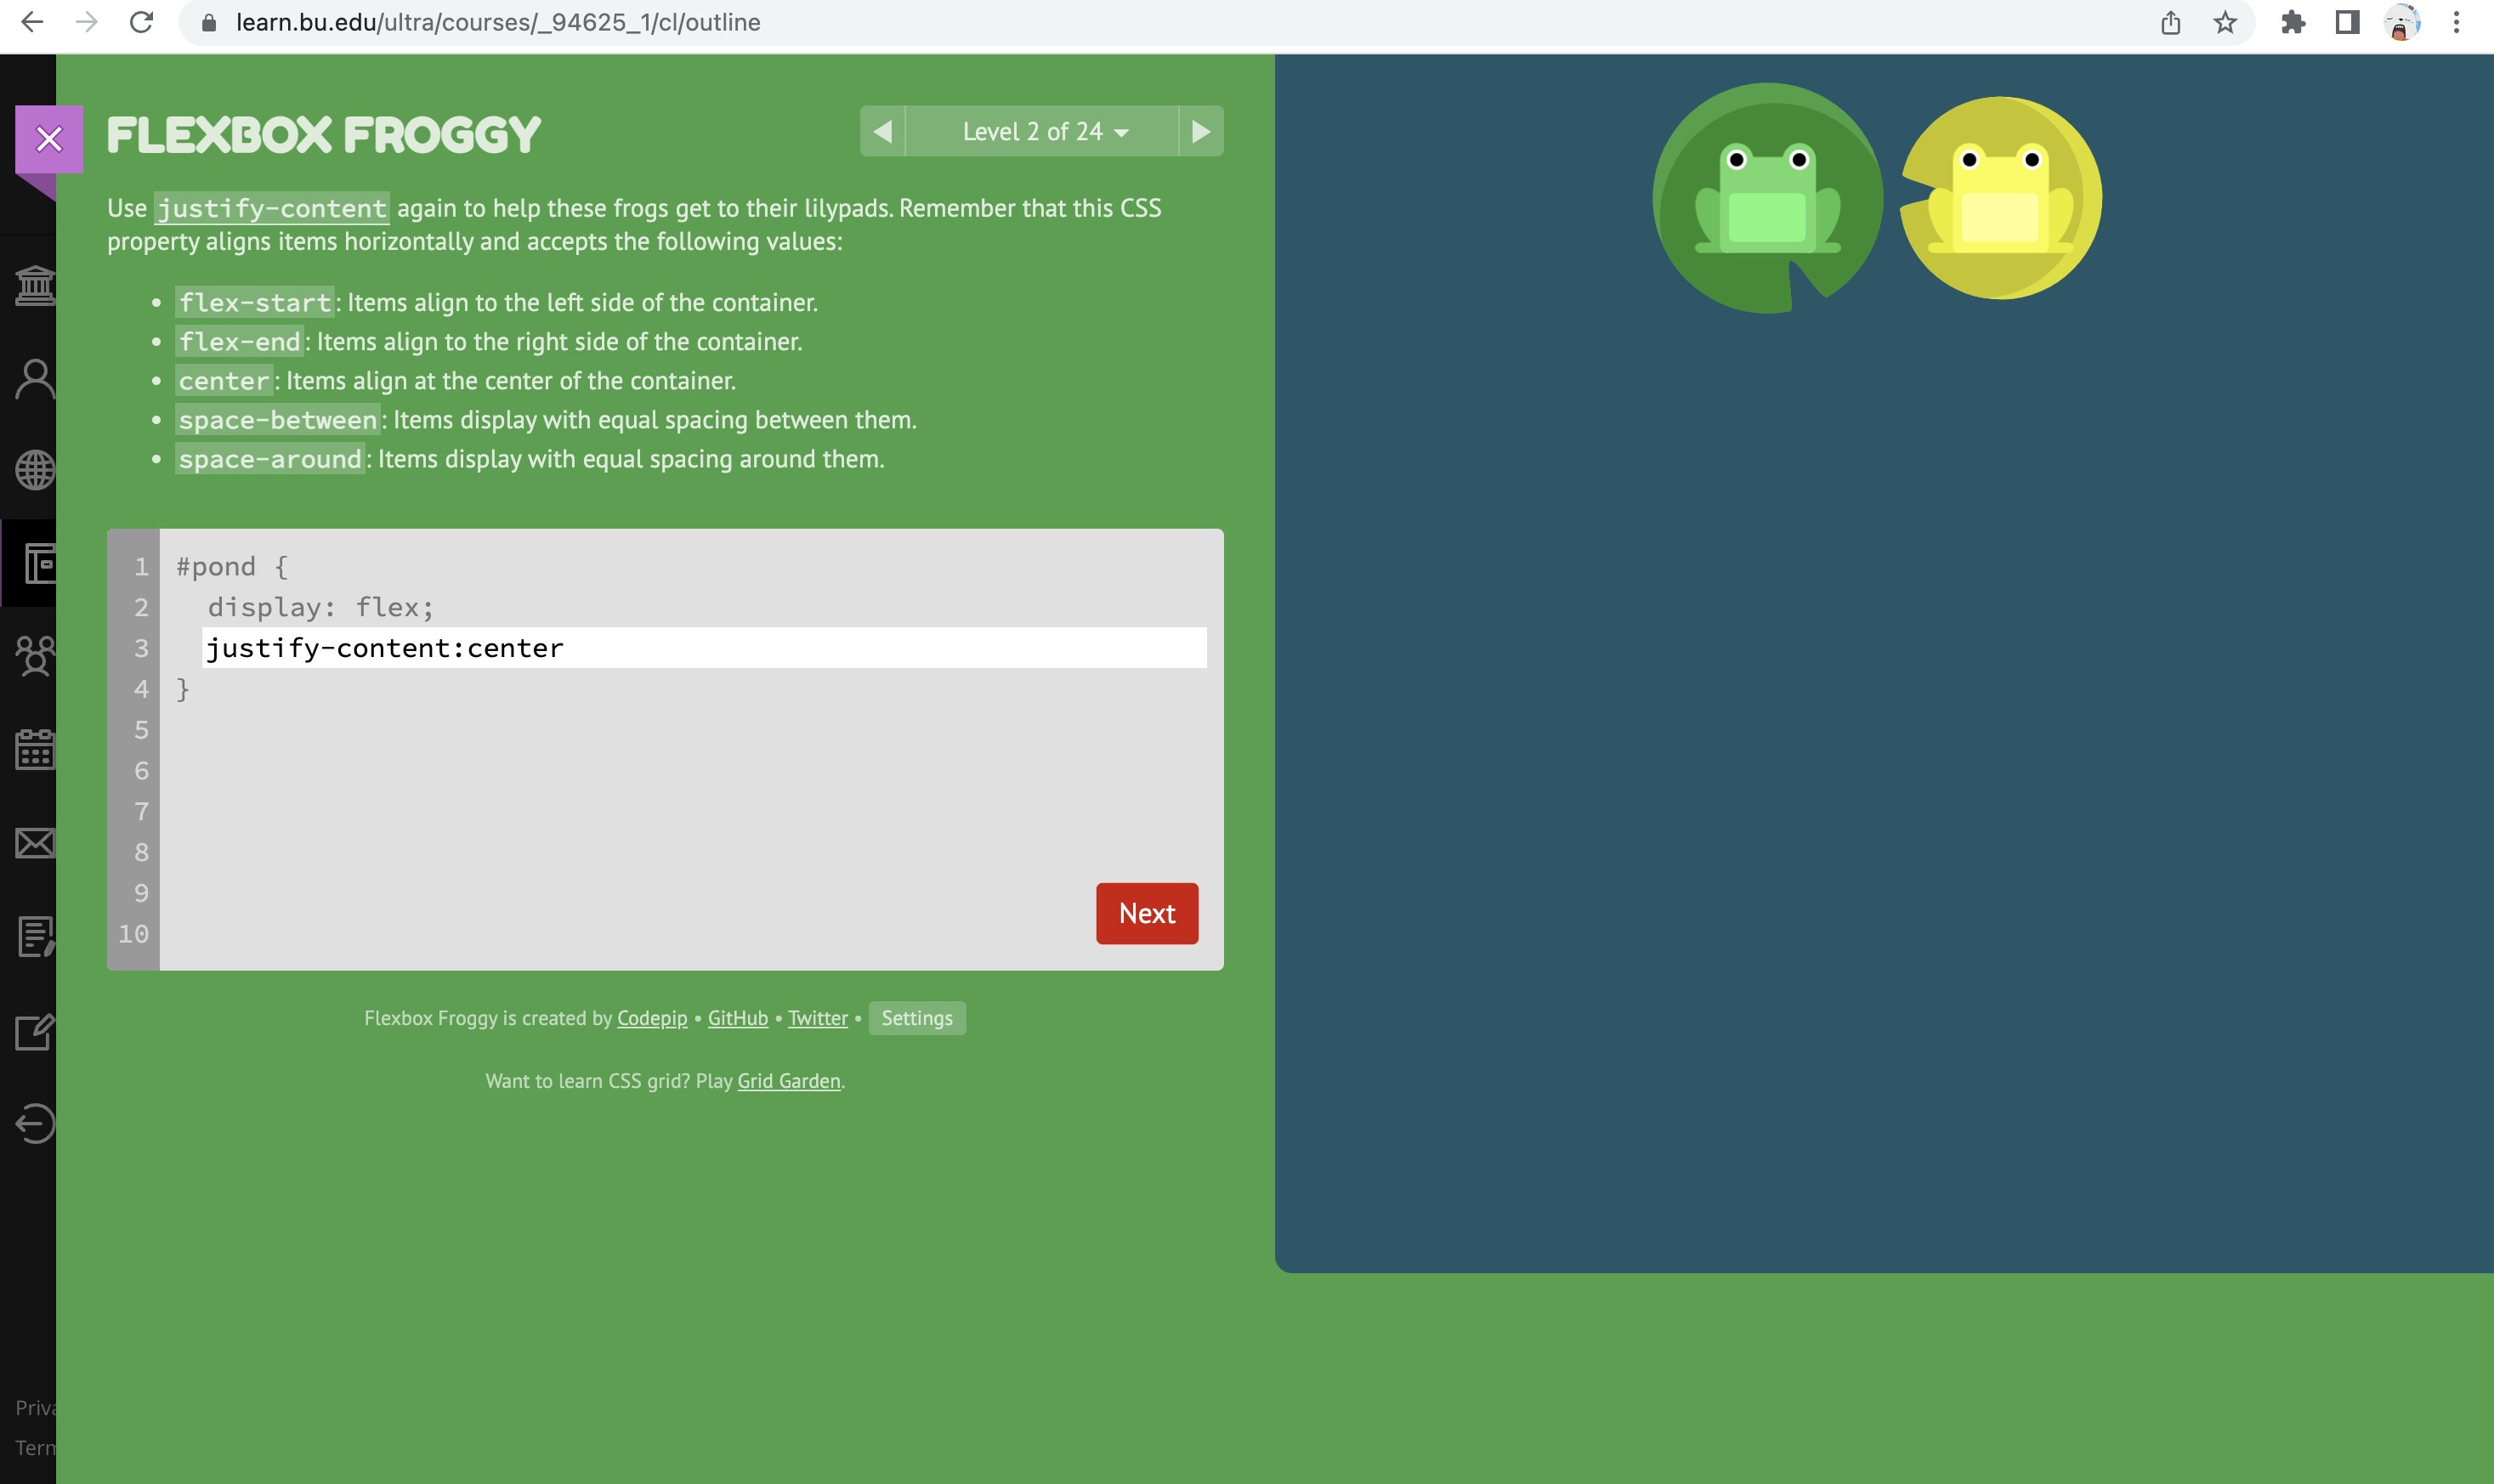 learn.bu.edu/ultra/courses/_94625_1/cl/outline
FLEXBOX FROGGY
Level 2 of 24
Use justify-content again to help these frogs get to their lilypads. Remember that this CSS
property aligns items horizontally and accepts the following values:
• flex-start: Items align to the left side of the container.
• flex-end: Items align to the right side of the container.
• center: Items align at the center of the container.
• space-between: Items display with equal spacing between them.
• space-around: Items display with equal spacing around them.
1 #pond {
2 display: flex;
3 justify-content:center
4 }
5
6
7
8
9
10
Next
Flexbox Froggy is created by Codepip • GitHub • Twitter • Settings
Want to learn CSS grid? Play Grid Garden.
Priva
Term